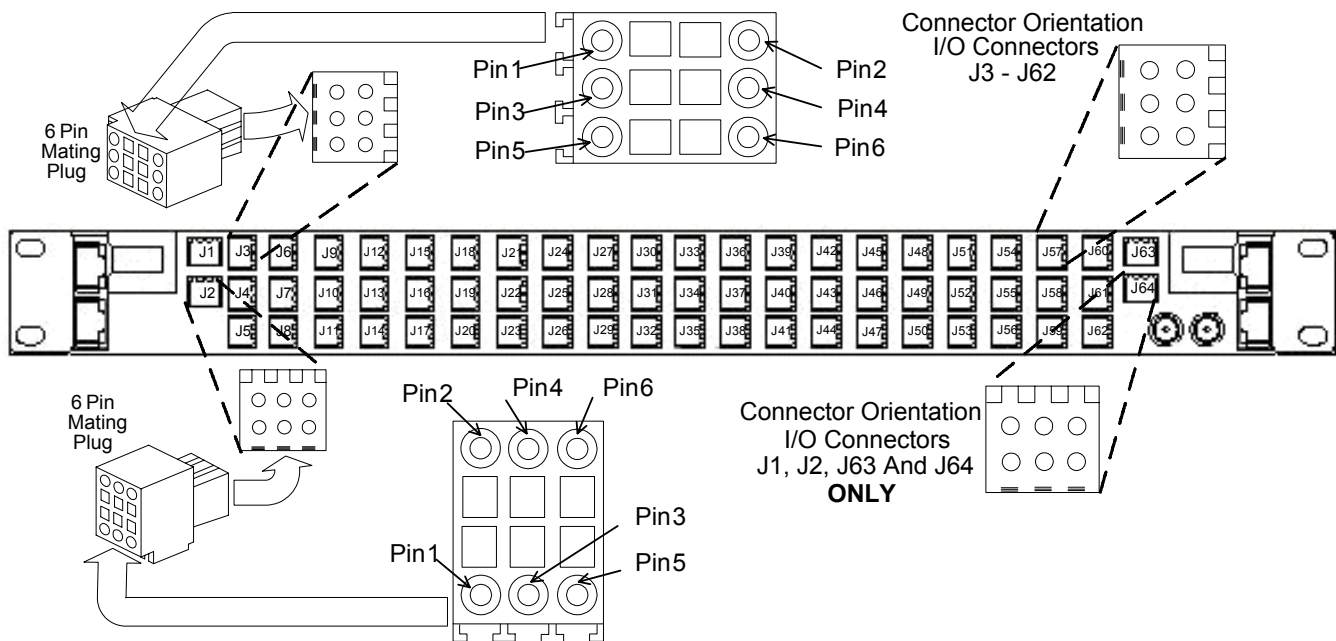 Connector Orientation
I/O Connectors
J3 - J62
Pin1
Pin2
Pin3
Pin4
Pin5
Pin6
6 Pin
Mating
Plug
J1 J3 J6 J9 J12 J15 J18 J21 J24 J27 J30 J33 J36 J39 J42 J45 J48 J51 J54 J57 J60 J63
J2 J4 J7 J10 J13 J16 J19 J22 J25 J28 J31 J34 J37 J40 J43 J46 J49 J52 J55 J58 J61 J64
J5 J8 J11 J14 J17 J20 J23 J26 J29 J32 J35 J38 J41 J44 J47 J50 J53 J56 J59 J62
6 Pin
Mating
Plug
Pin2
Pin4
Pin6
Pin1
Pin3
Pin5
Connector Orientation
I/O Connectors
J1, J2, J63 And J64
ONLY